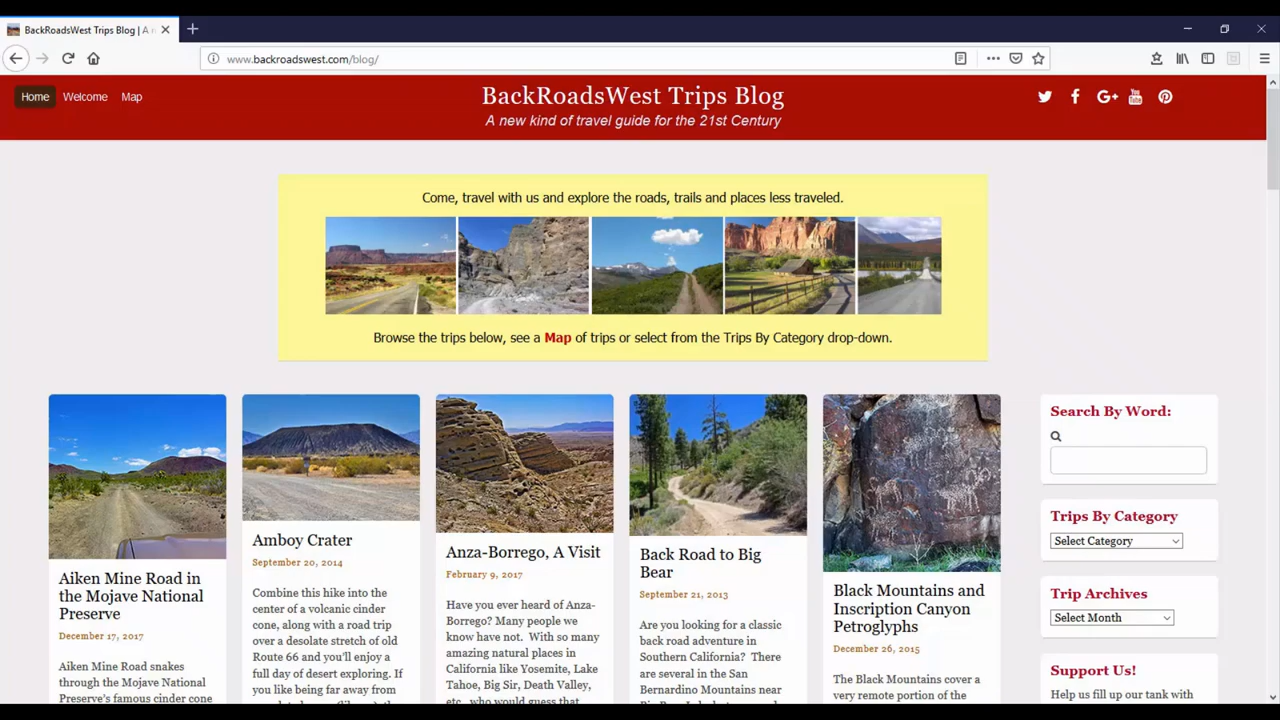 BackRoadsWest Trips Blog | A n
www.backroadswest.com/blog/
Home Welcome Map
BackRoadsWest Trips Blog
A new kind of travel guide for the 21st Century
Come, travel with us and explore the roads, trails and places less traveled.
Browse the trips below, see a Map of trips or select from the Trips By Category drop-down.
Aiken Mine Road in
the Mojave National
Preserve
December 17, 2017
Aiken Mine Road snakes
through the Mojave National
Preserve's famous cinder cone
Amboy Crater
September 20, 2014
Combine this hike into the
center of a volcanic cinder
cone, along with a road trip
over a desolate stretch of old
Route 66 and you'll enjoy a
full day of desert exploring. If
you like being far away from
Anza-Borrego, A Visit
February 9, 2017
Have you ever heard of Anza-
Borrego? Many people we
know have not. With so many
amazing natural places in
California like Yosemite, Lake
Tahoe, Big Sir, Death Valley,
etc., who would guess that
Back Road to Big
Bear
September 21, 2013
Are you looking for a classic
back road adventure in
Southern California? There
are several in the San
Bernardino Mountains near
Black Mountains and
Inscription Canyon
Petroglyphs
December 26, 2015
The Black Mountains cover a
very remote portion of the
Search By Word:
Trips By Category
Select Category
Trip Archives
Select Month
Support Us!
Help us fill up our tank with